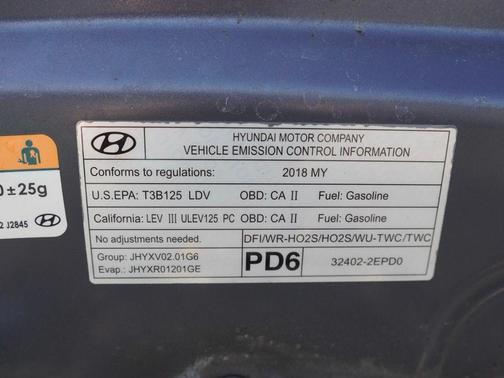 HYUNDAI MOTOR COMPANY
VEHICLE EMISSION CONTROL INFORMATION
Conforms to regulations: 2018 MY
U.S.EPA: T3B125 LDV OBD: CA II Fuel: Gasoline
California: LEV III ULEV125 PC OBD: CA II Fuel: Gasoline
No adjustments needed. DFI/WR-HO2S/HO2S/WU-TWC/TWC
Group: JHYXV02.01G6
Evap.: JHYXR01201GE
PD6
32402-2EPD0
0±25g
2 J2845